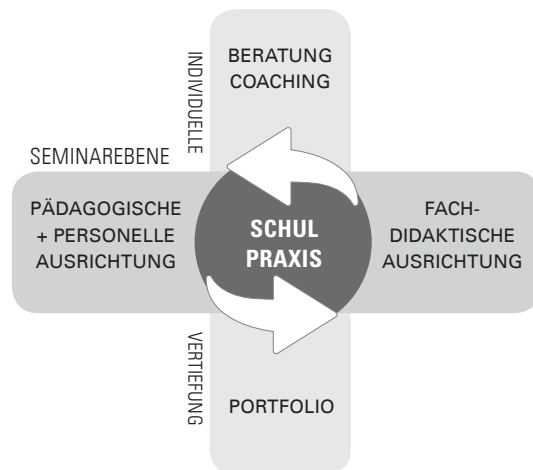 BERATUNG
COACHING
INDIVIDUELLE
SEMINAREBENE
PÄDAGOGISCHE
+ PERSONELLE
AUSRICHTUNG
SCHUL
PRAXIS
FACH-
DIDAKTISCHE
AUSRICHTUNG
VERTIEFUNG
PORTFOLIO